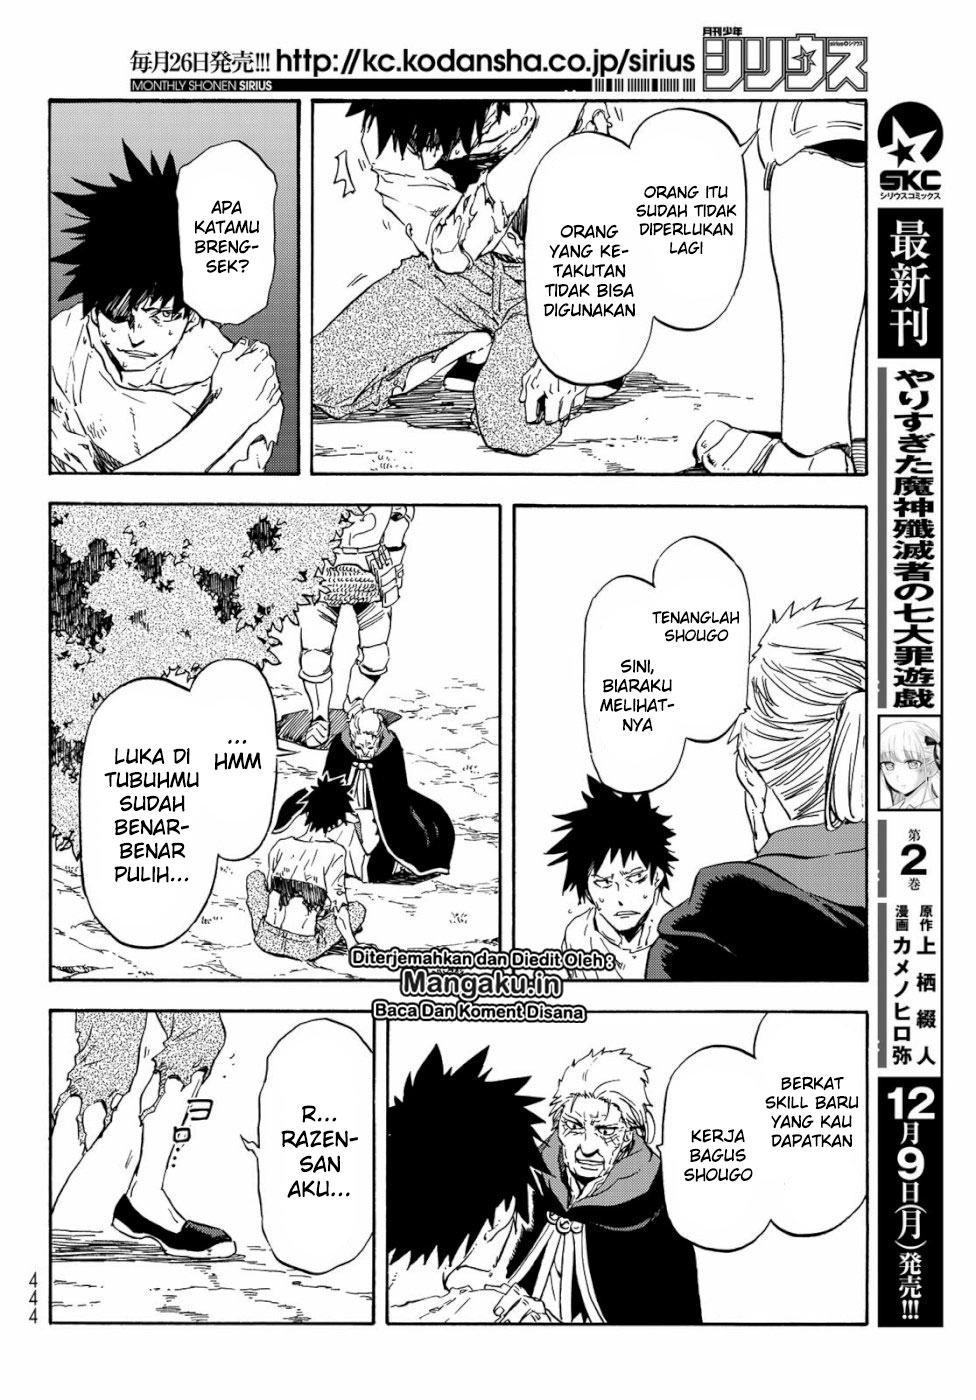 毎月26日発売!!! http://kc.kodansha.co.jp/sirius
MONTHLY SHONEN SIRIUS
月刊少年
シリウス
SKC
シリウスコミックス
最新刊
やりすぎた魔神殲滅者の七大罪遊戯
第2巻
原作 上栖綴人
漫画 カメノヒロ弥
12月9日(月)発売!!!
ORANG ITU
SUDAH TIDAK
DIPERLUKAN
LAGI
ORANG
YANG KE-
TAKUTAN
TIDAK BISA
DIGUNAKAN
APA
KATAMU
BRENG-
SEK?
TENANGLAH
SHOUGO
SINI,
BIARAKU
MELIHAT-
NYA
...
HMM
LUKA DI
TUBUHMU
SUDAH
BENAR-
BENAR
PULIH...
Diterjemahkan dan Diedit Oleh :
Mangaku.in
Baca Dan Koment Disana
BERKAT
SKILL BARU
YANG KAU
DAPATKAN
KERJA
BAGUS
SHOUGO
R...
RAZEN-
SAN
AKU...
ヨロ
444